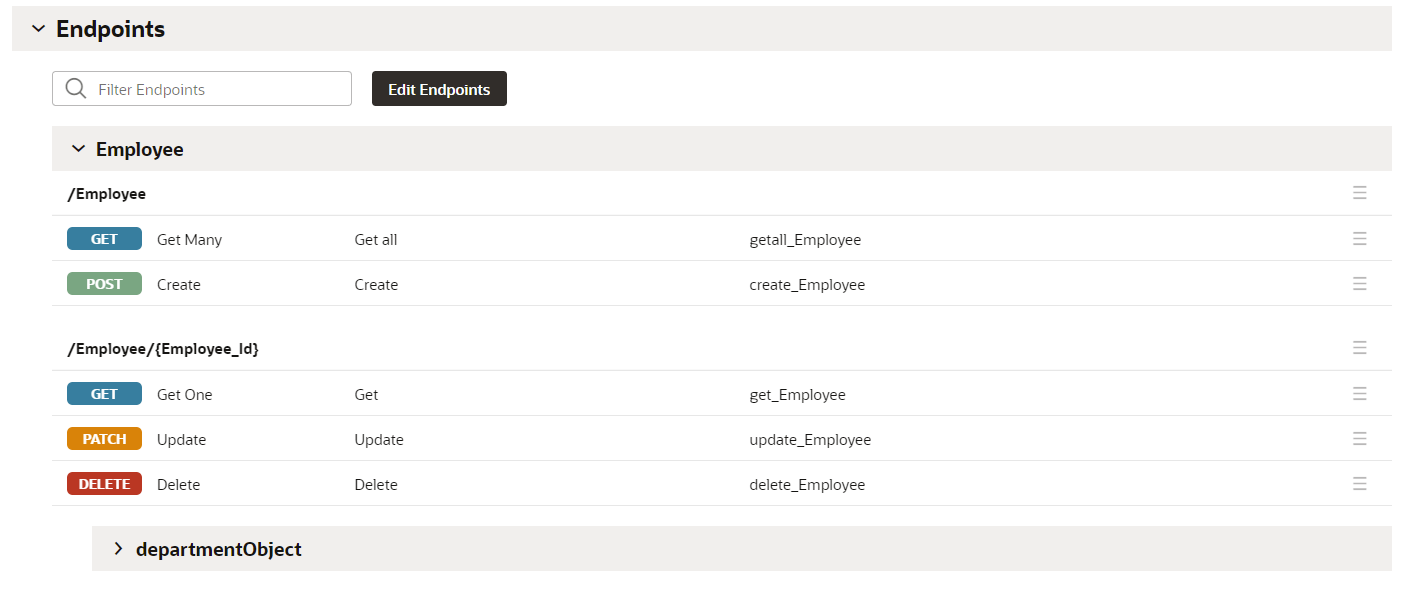 Endpoints
Filter Endpoints Edit Endpoints
Employee
/Employee
GET Get Many Get all getall_Employee
POST Create Create create_Employee
/Employee/{Employee_Id}
GET Get One Get get_Employee
PATCH Update Update update_Employee
DELETE Delete Delete delete_Employee
departmentObject